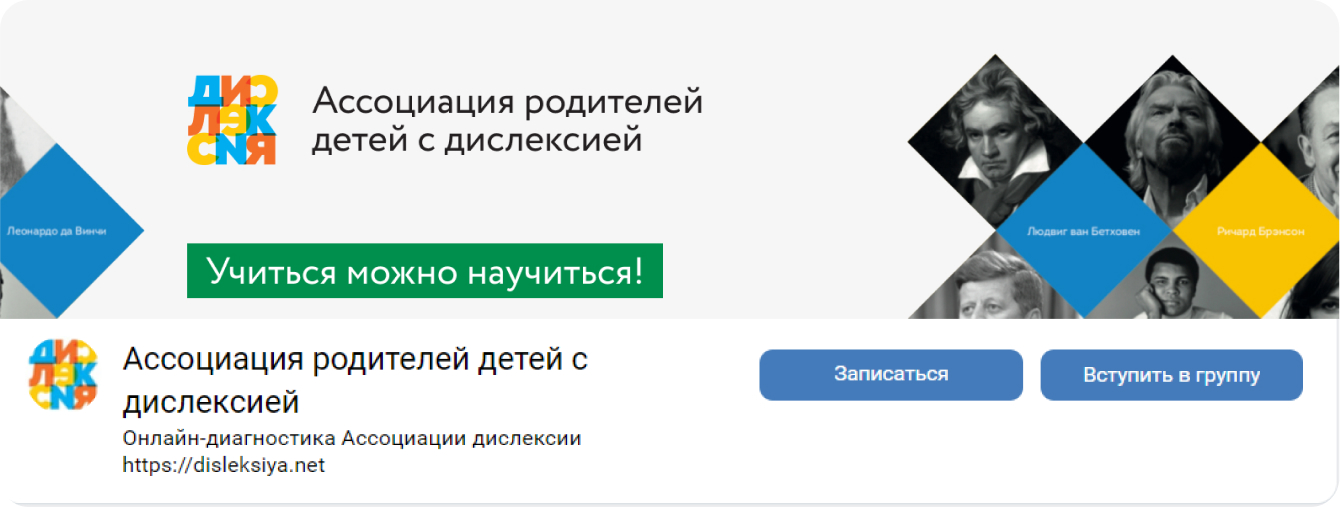 ДИС
ЛЕК
СИЯ
Ассоциация родителей
детей с дислексией
Леонардо да Винчи
Людвиг ван Бетховен
Ричард Брэнсон
Учиться можно научиться!
ДИС
ЛЕК
СИЯ
Ассоциация родителей детей с
дислексией
Онлайн-диагностика Ассоциации дислексии
https://disleksiya.net
Записаться
Вступить в группу